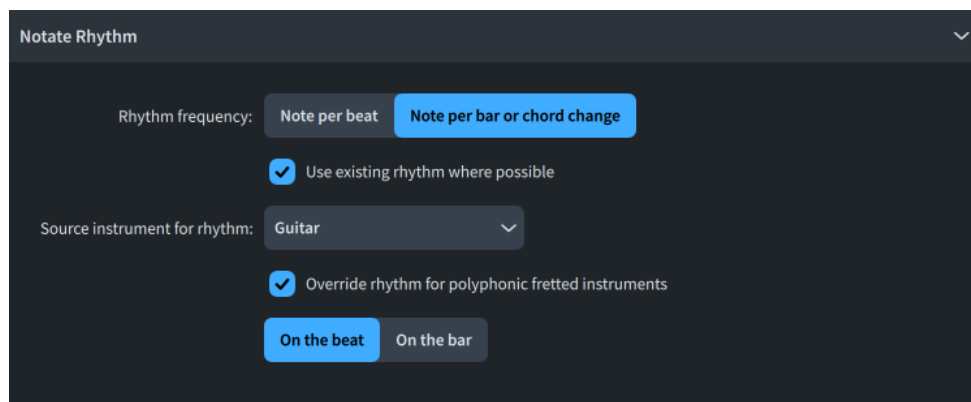 Notate Rhythm
Rhythm frequency: Note per beat Note per bar or chord change
Use existing rhythm where possible
Source instrument for rhythm: Guitar
Override rhythm for polyphonic fretted instruments
On the beat On the bar